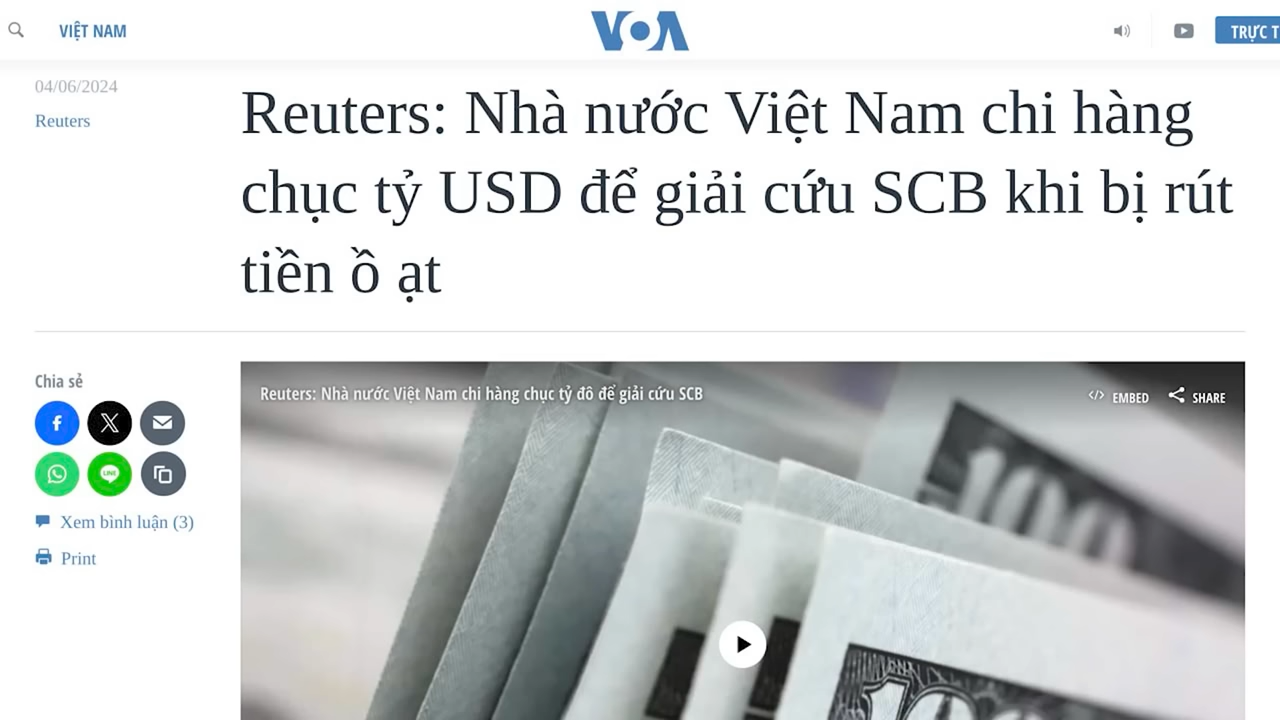 VIỆT NAM
VOA
TRỰC T
04/06/2024
Reuters
Reuters: Nhà nước Việt Nam chi hàng
chục tỷ USD để giải cứu SCB khi bị rút
tiền ồ ạt
Chia sẻ
Reuters: Nhà nước Việt Nam chi hàng chục tỷ đô để giải cứu SCB
EMBED
SHARE
LINE
Xem bình luận (3)
Print
100
100